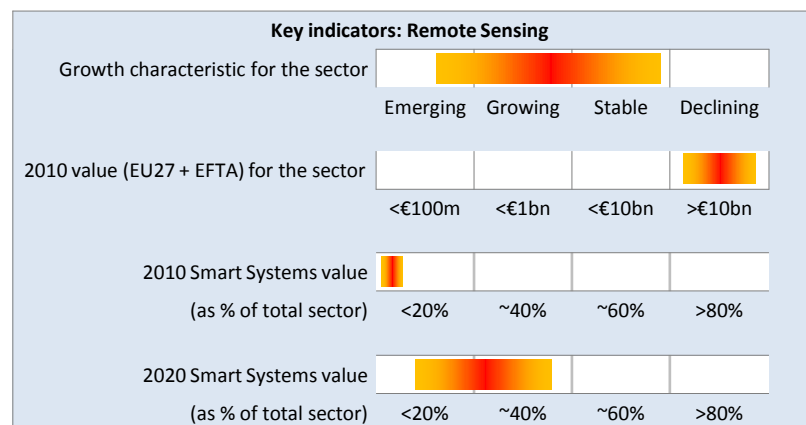 Key indicators: Remote Sensing
Growth characteristic for the sector
Emerging Growing Stable Declining
2010 value (EU27 + EFTA) for the sector
<€100m <€1bn <€10bn >€10bn
2010 Smart Systems value
(as % of total sector) <20% ~40% ~60% >80%
2020 Smart Systems value
(as % of total sector) <20% ~40% ~60% >80%